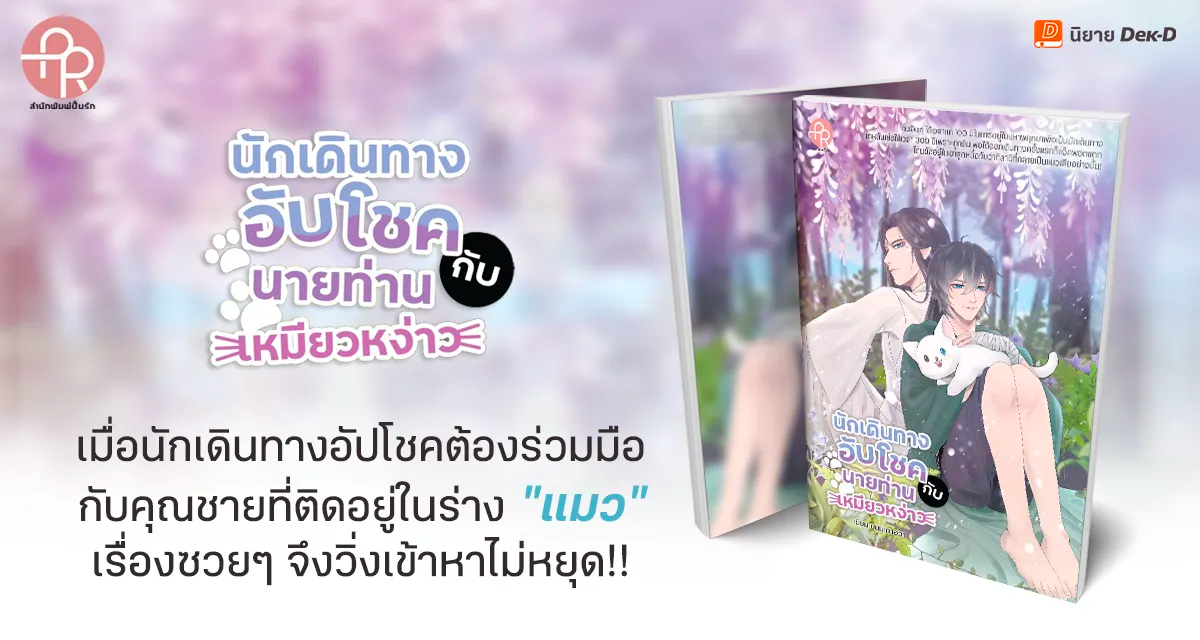 PR
สำนักพิมพ์ปิ่นรัก
D นิยาย Dek-D
นักเดินทาง
อับโชค
กับ
นายท่าน
เหมียวหง่าว
เมื่อนักเดินทางอัปโชคต้องร่วมมือ
กับคุณชายที่ติดอยู่ในร่าง "แมว"
เรื่องซวยๆ จึงวิ่งเข้าหาไม่หยุด!!
PR
นักเดินทาง
อับโชค
กับ
นายท่าน
เหมียวหง่าว